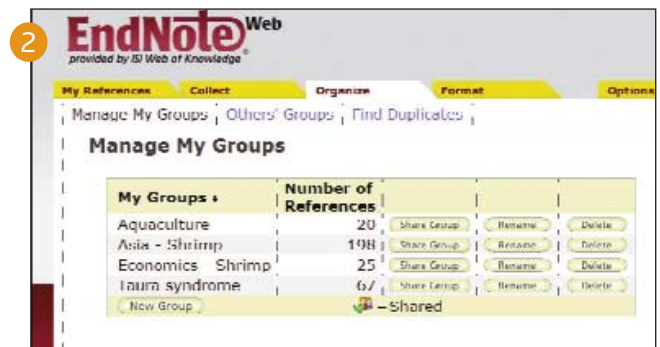 2
EndNote Web
provided by ISI Web of Knowledge
My References Collect Organize Format Options
Manage My Groups Others' Groups Find Duplicates
Manage My Groups
My Groups Number of References
Aquaculture 20 Share Group Rename Delete
Asia - Shrimp 198 Share Group Rename Delete
Economics Shrimp 25 Share Group Rename Delete
Taura syndrome 67 Share Group Rename Delete
New Group – Shared